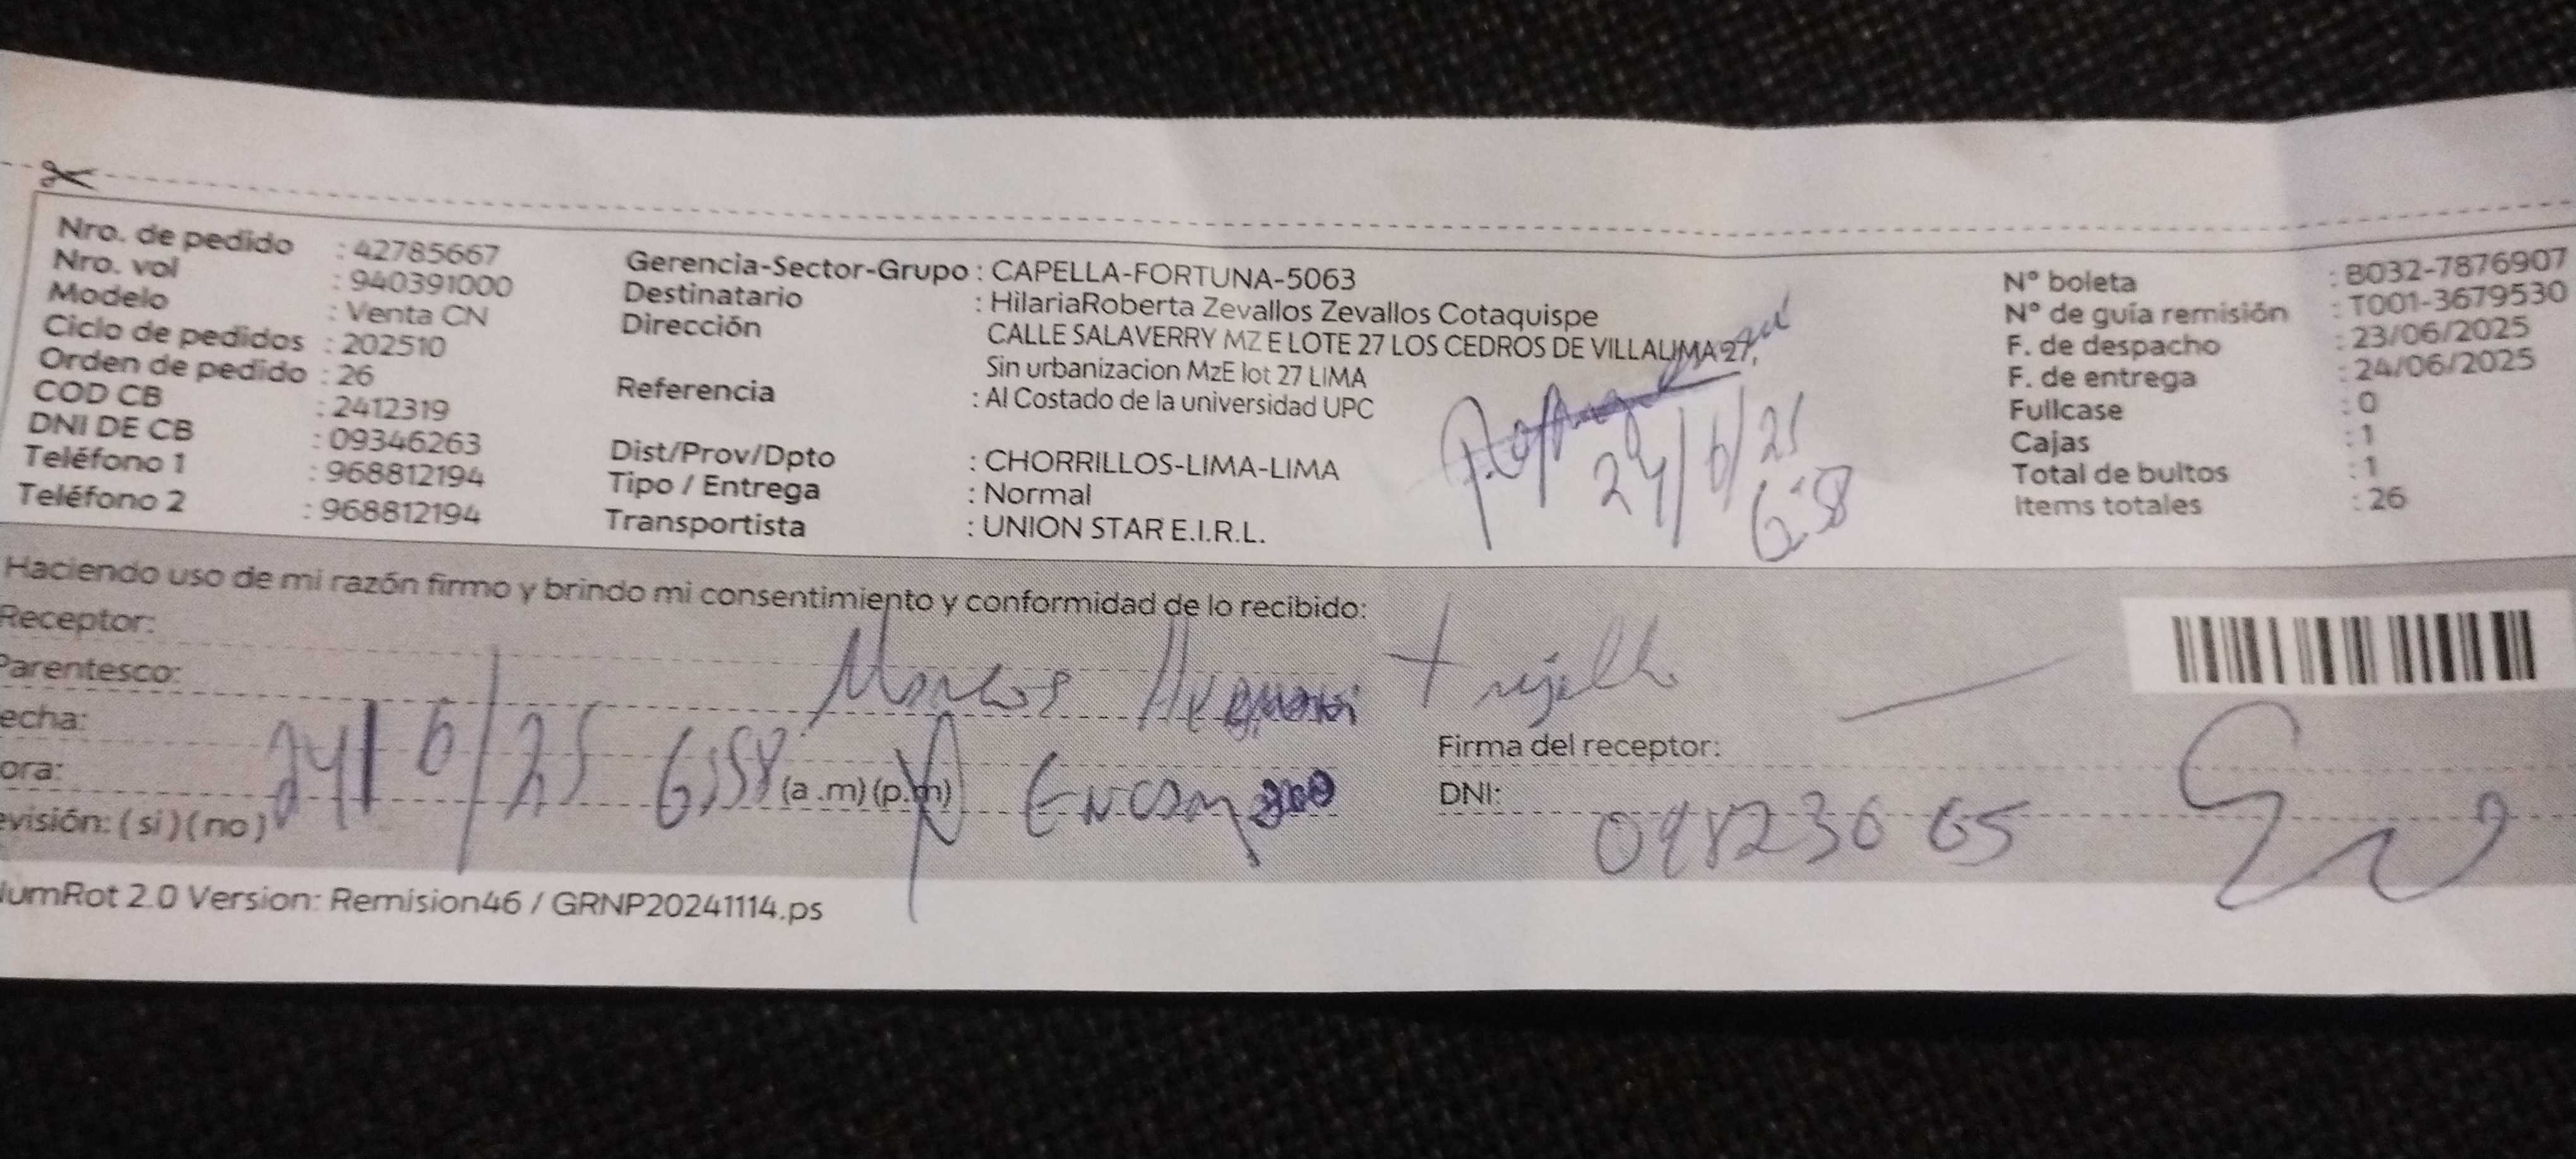 Nro. de pedido : 42785667
Nro. vol : 940391000
Modelo : Venta CN
Ciclo de pedidos : 202510
Orden de pedido : 26
COD CB : 2412319
DNI DE CB : 09346263
Teléfono 1 : 968812194
Teléfono 2 : 968812194
Gerencia-Sector-Grupo : CAPELLA-FORTUNA-5063
Destinatario : HilariaRoberta Zevallos Zevallos Cotaquispe
Dirección CALLE SALAVERRY MZ E LOTE 27 LOS CEDROS DE VILLALIMA 27,
Sin urbanizacion MzE lot 27 LIMA
Referencia : Al Costado de la universidad UPC
Dist/Prov/Dpto : CHORRILLOS-LIMA-LIMA
Tipo / Entrega : Normal
Transportista : UNION STAR E.I.R.L.
24/6/25
6:58
N° boleta : B032-7876907
N° de guía remisión : T001-3679530
F. de despacho : 23/06/2025
F. de entrega : 24/06/2025
Fullcase : 0
Cajas : 1
Total de bultos : 1
Items totales : 26
Haciendo uso de mi razón firmo y brindo mi consentimiento y conformidad de lo recibido:
Receptor:
Parentesco: Marcos Trujillo
echa: 24/6/25 6:58
ora: (a.m) (p.m)
evisión: ( si ) ( no )
Firma del receptor:
DNI: 09823665
umRot 2.0 Version: Remision46 / GRNP20241114.ps